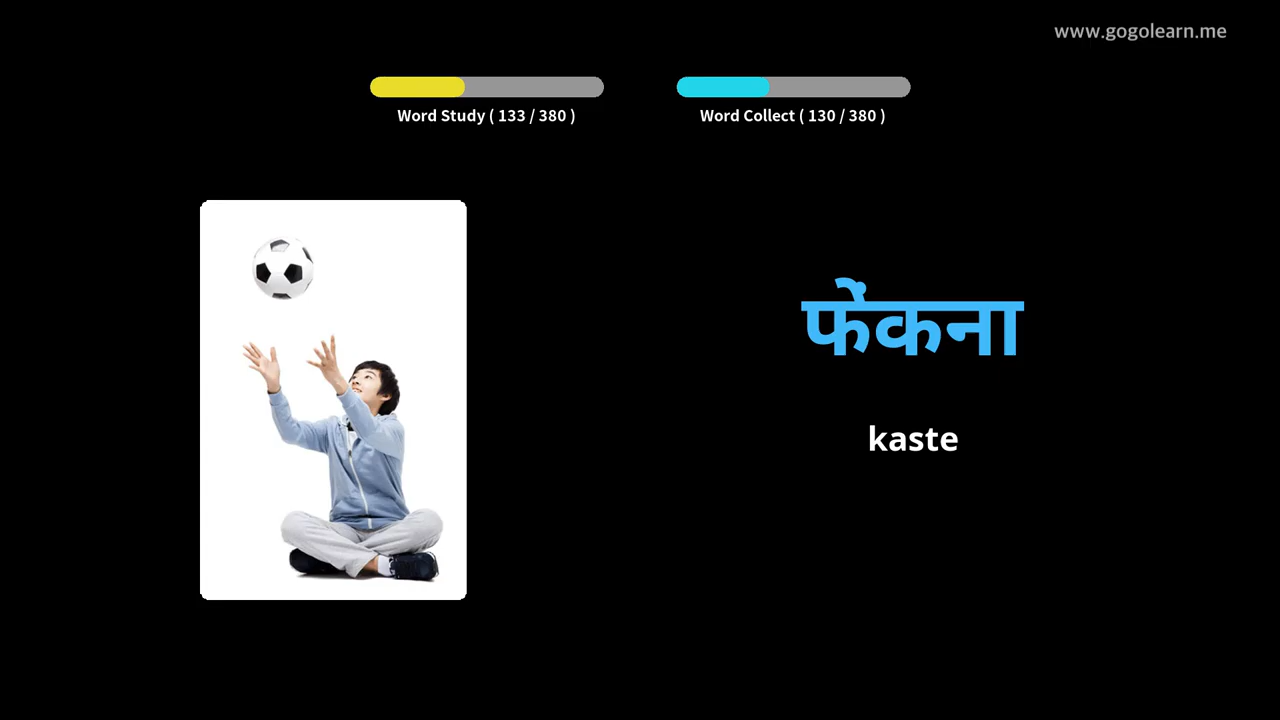 www.gogolearn.me
Word Study ( 133 / 380 )
Word Collect ( 130 / 380 )
फेंकना
kaste